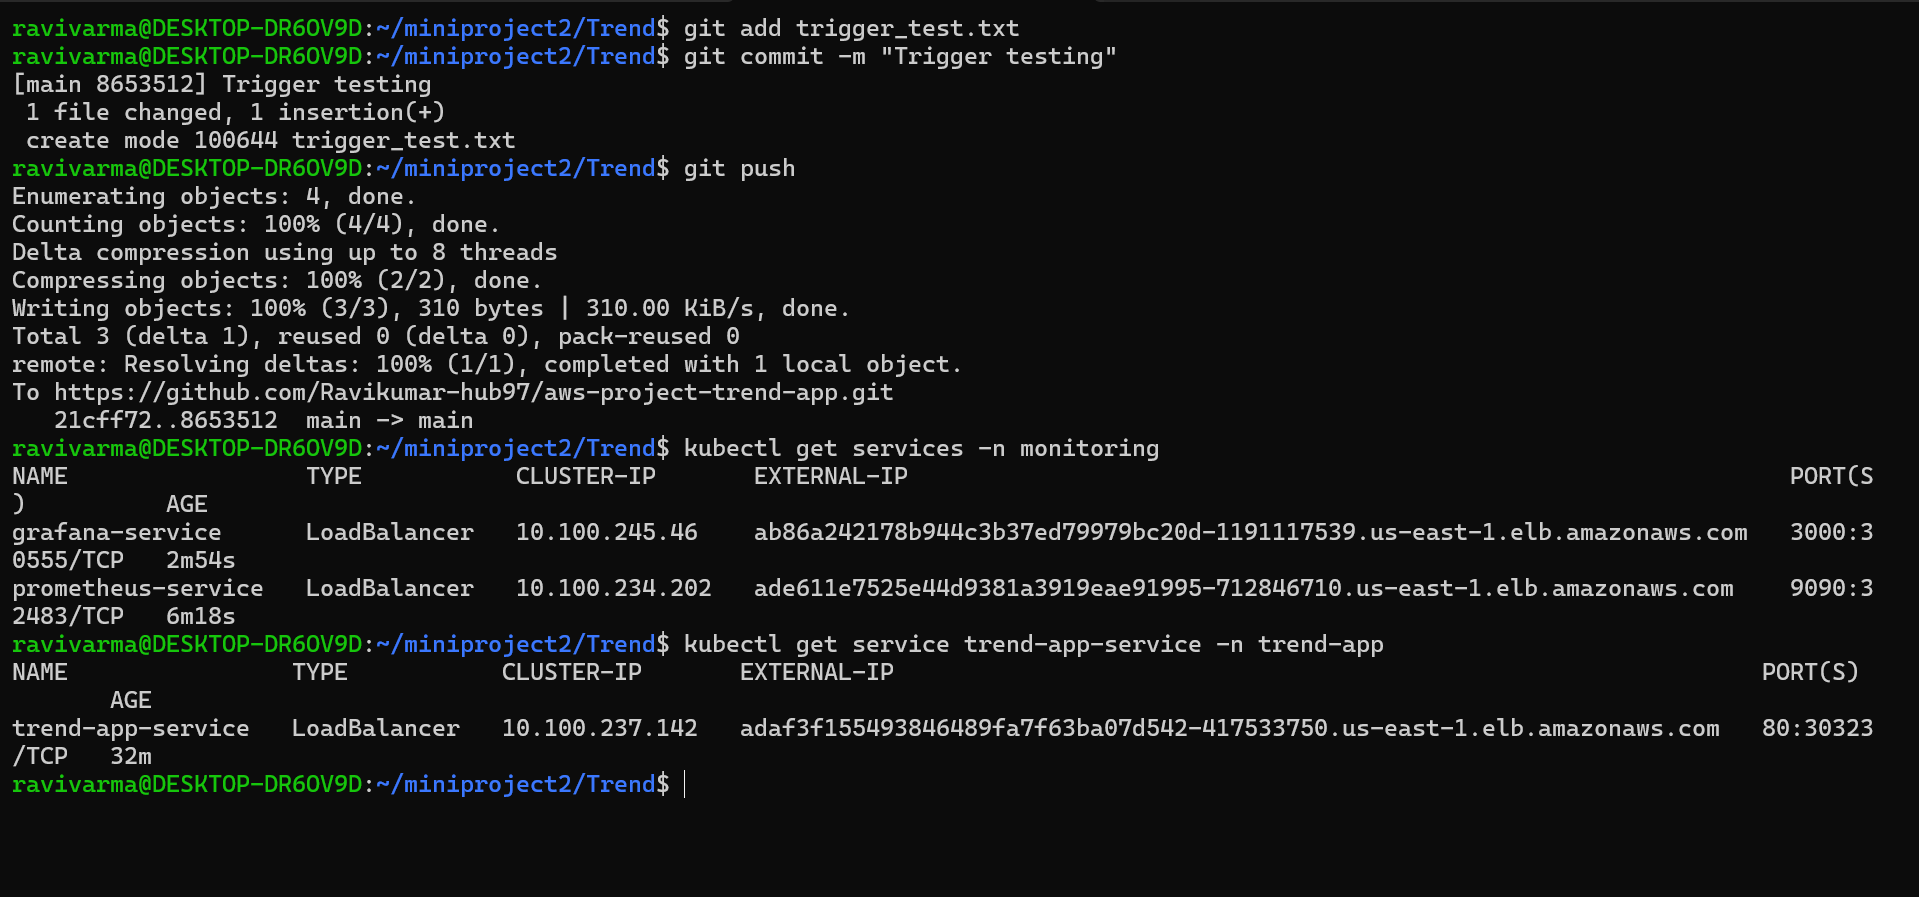 ravivarma@DESKTOP-DR6OV9D:~/miniproject2/Trend$ git add trigger_test.txt
ravivarma@DESKTOP-DR6OV9D:~/miniproject2/Trend$ git commit -m "Trigger testing"
[main 8653512] Trigger testing
 1 file changed, 1 insertion(+)
 create mode 100644 trigger_test.txt
ravivarma@DESKTOP-DR6OV9D:~/miniproject2/Trend$ git push
Enumerating objects: 4, done.
Counting objects: 100% (4/4), done.
Delta compression using up to 8 threads
Compressing objects: 100% (2/2), done.
Writing objects: 100% (3/3), 310 bytes | 310.00 KiB/s, done.
Total 3 (delta 1), reused 0 (delta 0), pack-reused 0
remote: Resolving deltas: 100% (1/1), completed with 1 local object.
To https://github.com/Ravikumar-hub97/aws-project-trend-app.git
   21cff72..8653512  main -> main
ravivarma@DESKTOP-DR6OV9D:~/miniproject2/Trend$ kubectl get services -n monitoring
NAME                 TYPE           CLUSTER-IP       EXTERNAL-IP                                                               PORT(S
)          AGE
grafana-service      LoadBalancer   10.100.245.46    ab86a242178b944c3b37ed79979bc20d-1191117539.us-east-1.elb.amazonaws.com   3000:3
0555/TCP   2m54s
prometheus-service   LoadBalancer   10.100.234.202   ade611e7525e44d9381a3919eae91995-712846710.us-east-1.elb.amazonaws.com    9090:3
2483/TCP   6m18s
ravivarma@DESKTOP-DR6OV9D:~/miniproject2/Trend$ kubectl get service trend-app-service -n trend-app
NAME                TYPE           CLUSTER-IP       EXTERNAL-IP                                                              PORT(S)
       AGE
trend-app-service   LoadBalancer   10.100.237.142   adaf3f155493846489fa7f63ba07d542-417533750.us-east-1.elb.amazonaws.com   80:30323
/TCP   32m
ravivarma@DESKTOP-DR6OV9D:~/miniproject2/Trend$